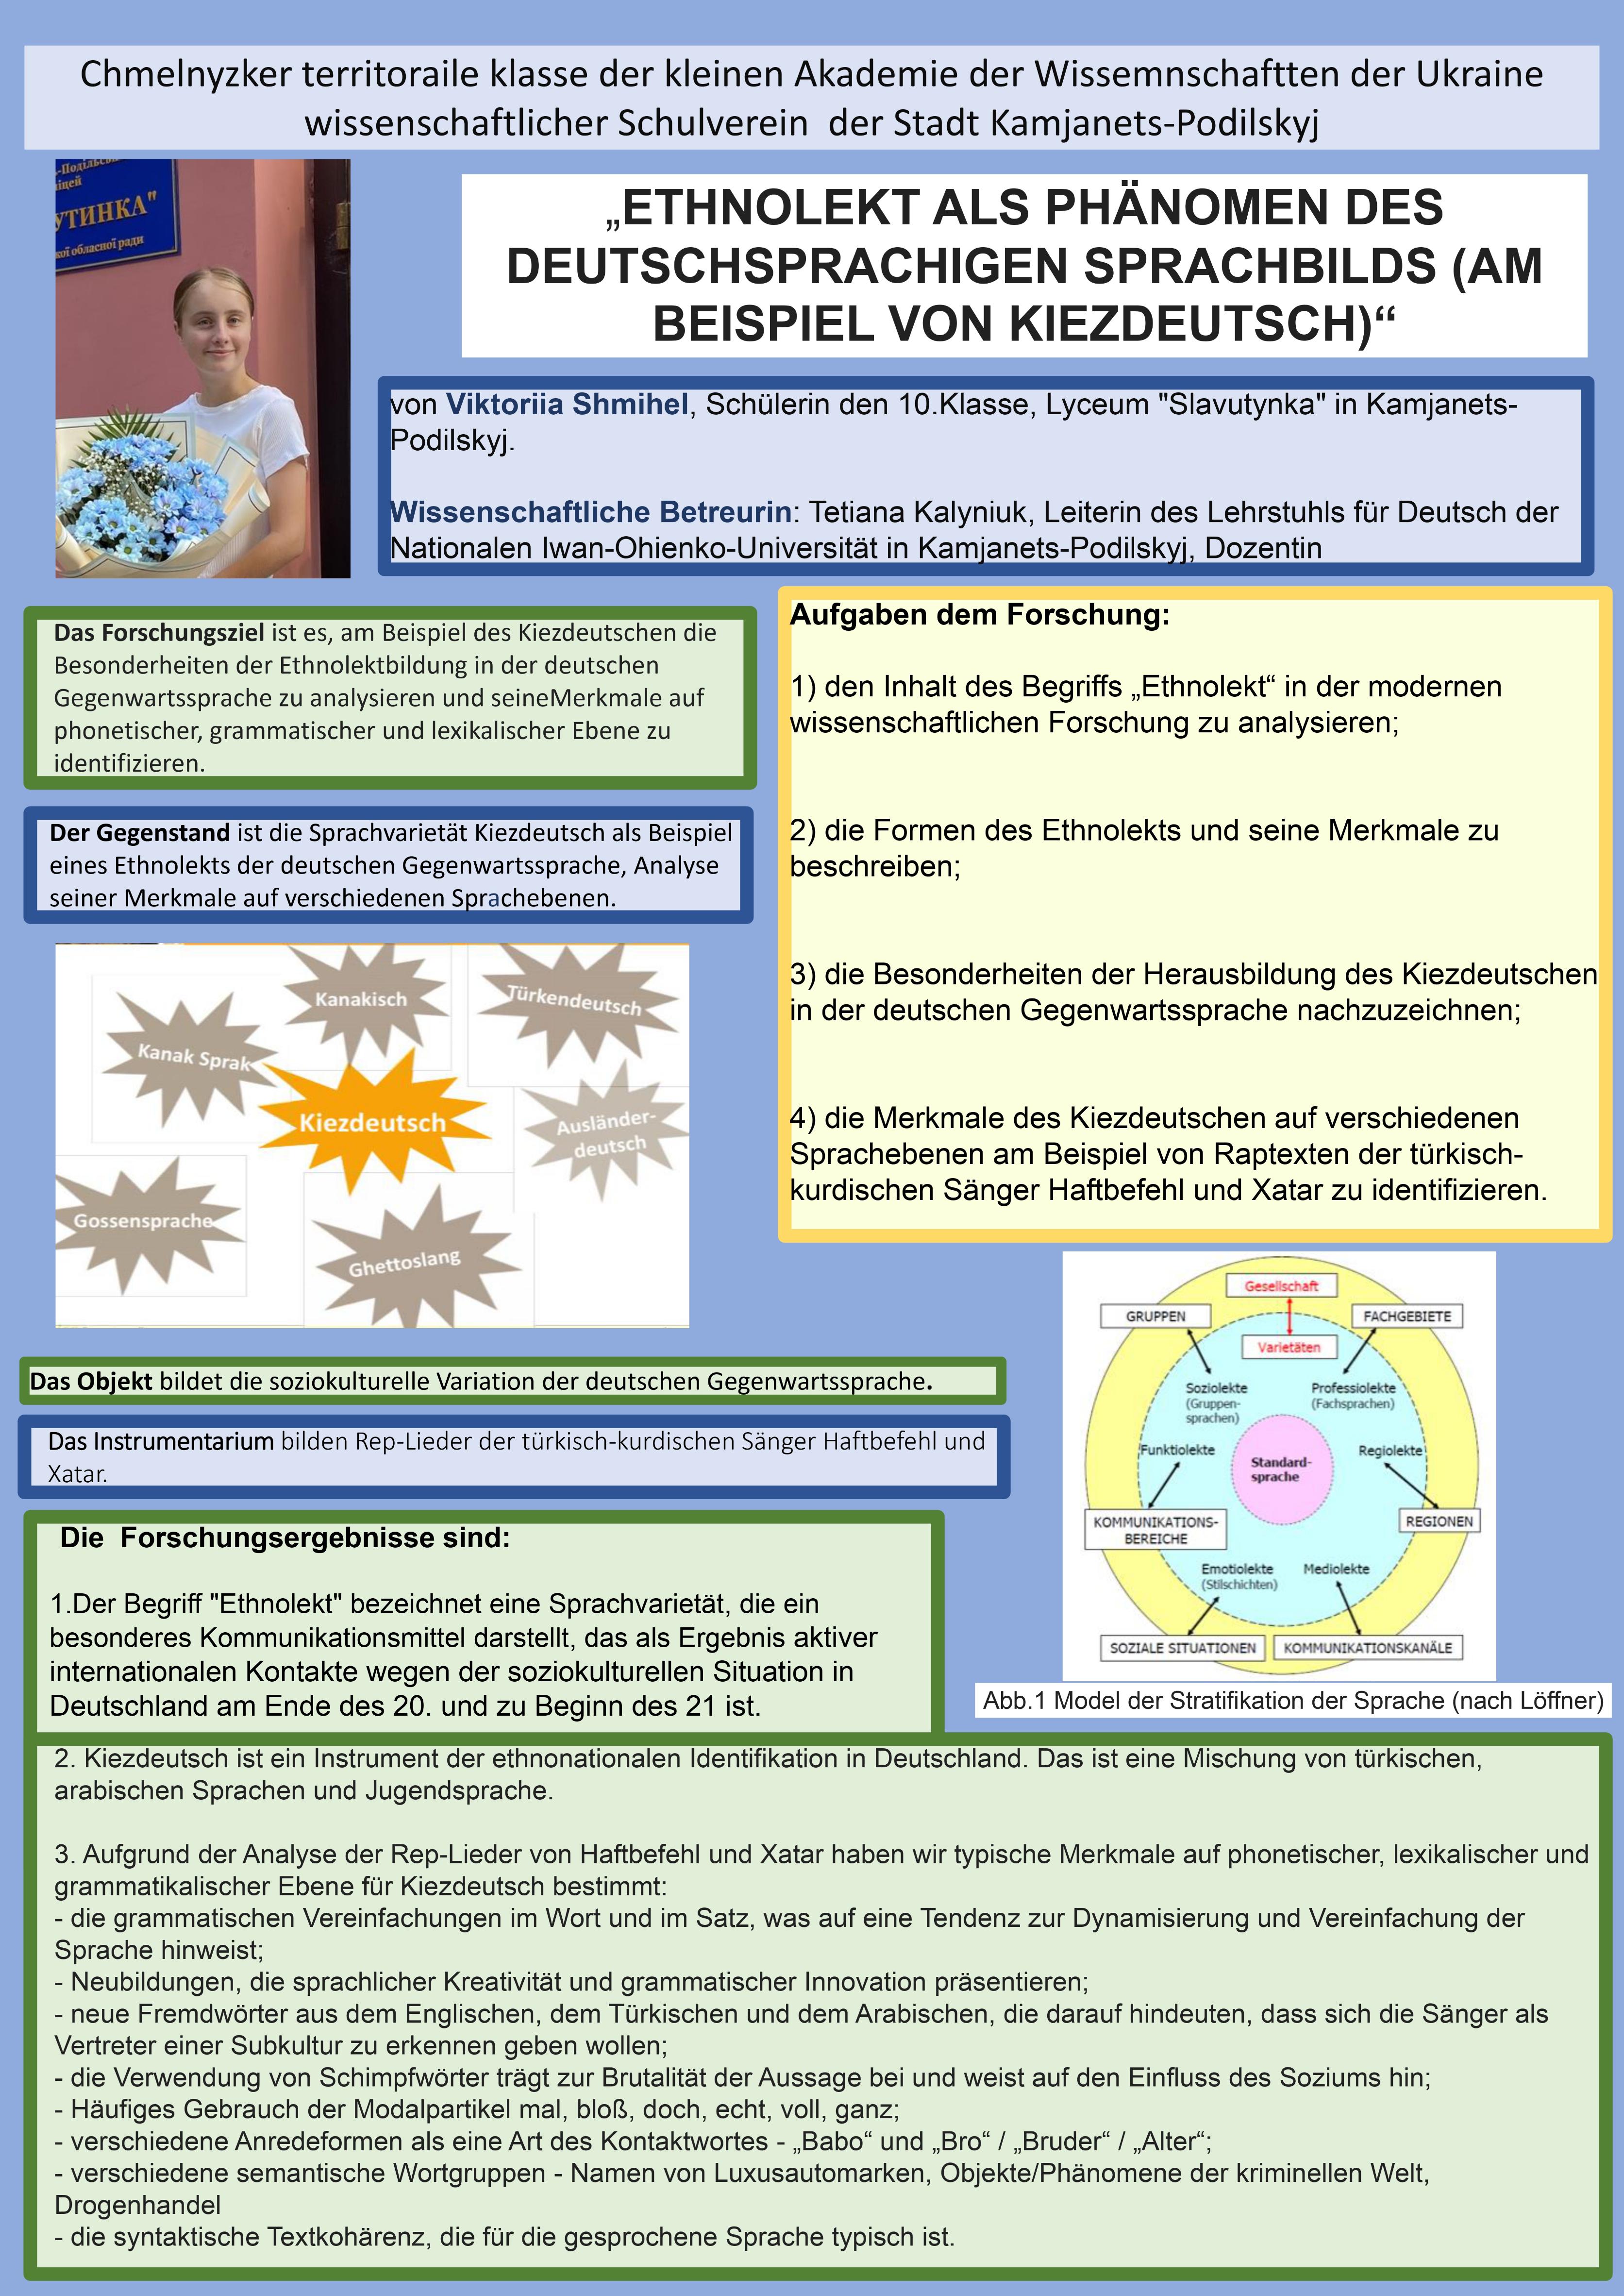 Chmelnyzker territoraile klasse der kleinen Akademie der Wissemnschaftten der Ukraine
wissenschaftlicher Schulverein der Stadt Kamjanets-Podilskyj
УТИНКА"
кої обласної ради
„ETHNOLEKT ALS PHÄNOMEN DES
DEUTSCHSPRACHIGEN SPRACHBILDS (AM
BEISPIEL VON KIEZDEUTSCH)“
von Viktoriia Shmihel, Schülerin den 10.Klasse, Lyceum "Slavutynka" in Kamjanets-
Podilskyj.
Wissenschaftliche Betreurin: Tetiana Kalyniuk, Leiterin des Lehrstuhls für Deutsch der
Nationalen Iwan-Ohienko-Universität in Kamjanets-Podilskyj, Dozentin
Das Forschungsziel ist es, am Beispiel des Kiezdeutschen die
Besonderheiten der Ethnolektbildung in der deutschen
Gegenwartssprache zu analysieren und seineMerkmale auf
phonetischer, grammatischer und lexikalischer Ebene zu
identifizieren.
Der Gegenstand ist die Sprachvarietät Kiezdeutsch als Beispiel
eines Ethnolekts der deutschen Gegenwartssprache, Analyse
seiner Merkmale auf verschiedenen Sprachebenen.
Aufgaben dem Forschung:
1) den Inhalt des Begriffs „Ethnolekt“ in der modernen
wissenschaftlichen Forschung zu analysieren;
2) die Formen des Ethnolekts und seine Merkmale zu
beschreiben;
3) die Besonderheiten der Herausbildung des Kiezdeutschen
in der deutschen Gegenwartssprache nachzuzeichnen;
4) die Merkmale des Kiezdeutschen auf verschiedenen
Sprachebenen am Beispiel von Raptexten der türkisch-
kurdischen Sänger Haftbefehl und Xatar zu identifizieren.
Kanakisch
Türkendeutsch
Kanak Sprak
Kiezdeutsch
Ausländer-
deutsch
Gossensprache
Ghettoslang
Gesellschaft
GRUPPEN
FACHGEBIETE
Varietäten
Soziolekte
(Gruppen-
sprachen)
Professiolekte
(Fachsprachen)
Funktiolekte
Regiolekte
Standard-
sprache
KOMMUNIKATIONS-
BEREICHE
REGIONEN
Emotiolekte
(Stilschichten)
Mediolekte
SOZIALE SITUATIONEN
KOMMUNIKATIONSKANÄLE
Abb.1 Model der Stratifikation der Sprache (nach Löffner)
Das Objekt bildet die soziokulturelle Variation der deutschen Gegenwartssprache.
Das Instrumentarium bilden Rep-Lieder der türkisch-kurdischen Sänger Haftbefehl und
Xatar.
Die Forschungsergebnisse sind:
1.Der Begriff "Ethnolekt" bezeichnet eine Sprachvarietät, die ein
besonderes Kommunikationsmittel darstellt, das als Ergebnis aktiver
internationalen Kontakte wegen der soziokulturellen Situation in
Deutschland am Ende des 20. und zu Beginn des 21 ist.
2. Kiezdeutsch ist ein Instrument der ethnonationalen Identifikation in Deutschland. Das ist eine Mischung von türkischen,
arabischen Sprachen und Jugendsprache.
3. Aufgrund der Analyse der Rep-Lieder von Haftbefehl und Xatar haben wir typische Merkmale auf phonetischer, lexikalischer und
grammatikalischer Ebene für Kiezdeutsch bestimmt:
- die grammatischen Vereinfachungen im Wort und im Satz, was auf eine Tendenz zur Dynamisierung und Vereinfachung der
Sprache hinweist;
- Neubildungen, die sprachlicher Kreativität und grammatischer Innovation präsentieren;
- neue Fremdwörter aus dem Englischen, dem Türkischen und dem Arabischen, die darauf hindeuten, dass sich die Sänger als
Vertreter einer Subkultur zu erkennen geben wollen;
- die Verwendung von Schimpfwörter trägt zur Brutalität der Aussage bei und weist auf den Einfluss des Soziums hin;
- Häufiges Gebrauch der Modalpartikel mal, bloß, doch, echt, voll, ganz;
- verschiedene Anredeformen als eine Art des Kontaktwortes - „Babo“ und „Bro“ / „Bruder“ / „Alter“;
- verschiedene semantische Wortgruppen - Namen von Luxusautomarken, Objekte/Phänomene der kriminellen Welt,
Drogenhandel
- die syntaktische Textkohärenz, die für die gesprochene Sprache typisch ist.